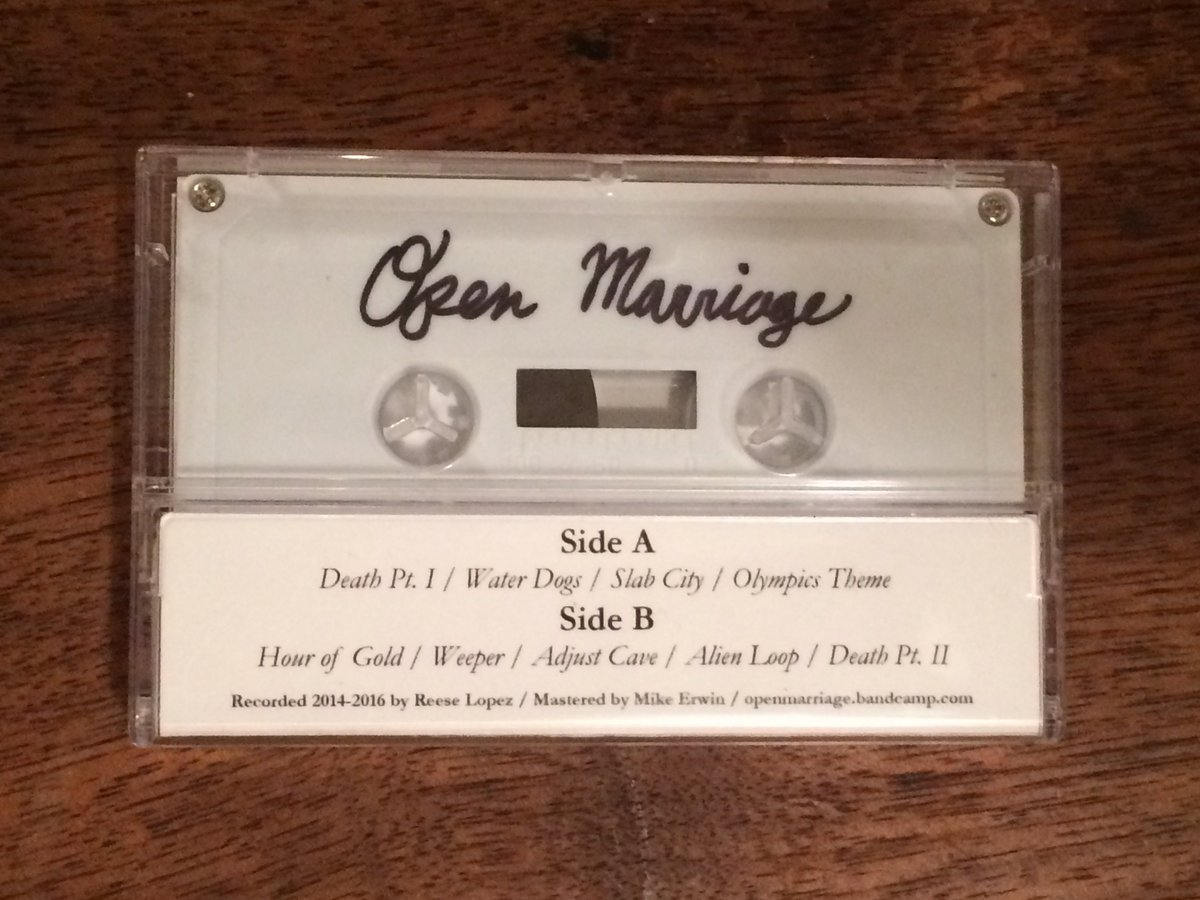 Open Marriage
Side A
Death Pt. I / Water Dogs / Slab City / Olympics Theme
Side B
Hour of Gold / Weeper / Adjust Cave / Alien Loop / Death Pt. II
Recorded 2014-2016 by Reese Lopez / Mastered by Mike Erwin / openmarriage.bandcamp.com